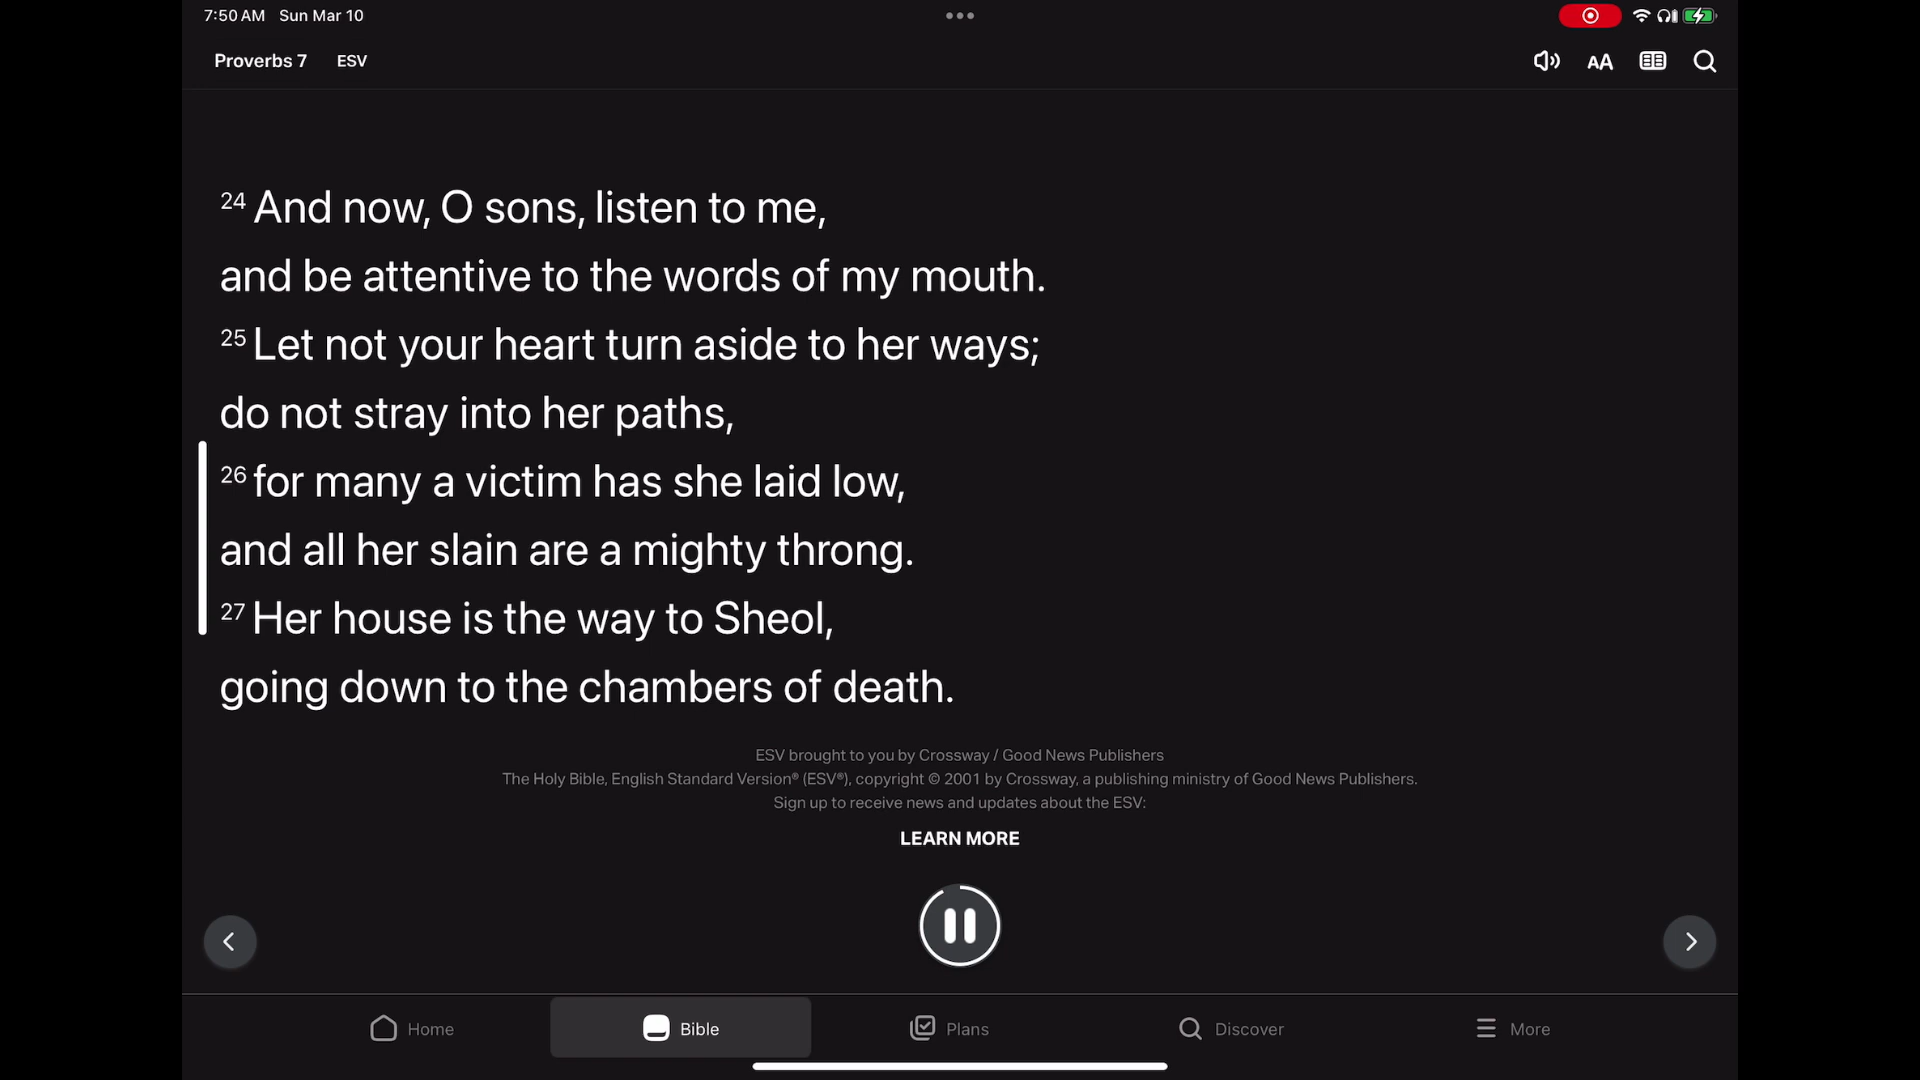 7:50 AM Sun Mar 10
Proverbs 7 ESV AA
24 And now, O sons, listen to me,
and be attentive to the words of my mouth.
25 Let not your heart turn aside to her ways;
do not stray into her paths,
26 for many a victim has she laid low,
and all her slain are a mighty throng.
27 Her house is the way to Sheol,
going down to the chambers of death.
ESV brought to you by Crossway / Good News Publishers
The Holy Bible, English Standard Version® (ESV®), copyright © 2001 by Crossway, a publishing ministry of Good News Publishers.
Sign up to receive news and updates about the ESV:
LEARN MORE
Home Bible Plans Discover More